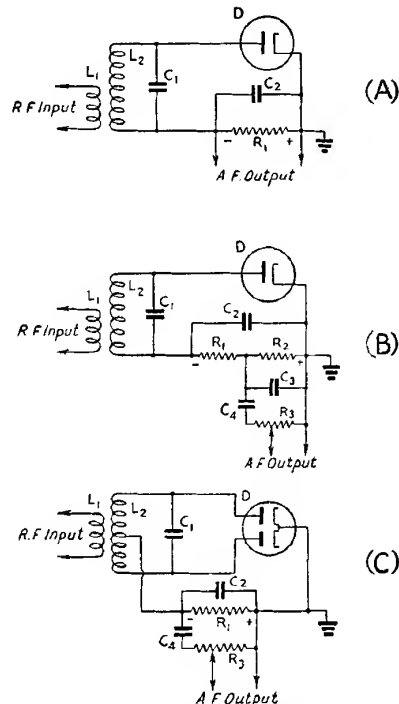 D
(A)
L1 L2 C1 C2
R F Input
- R1 +
A F. Output
D
(B)
L1 L2 C1 C2
R F Input
- R1 R2 +
C3
C4
R3
A F Output
(C)
L1 L2 C1 D
R.F Input
C2
- R1 +
C4
R3
A F Output